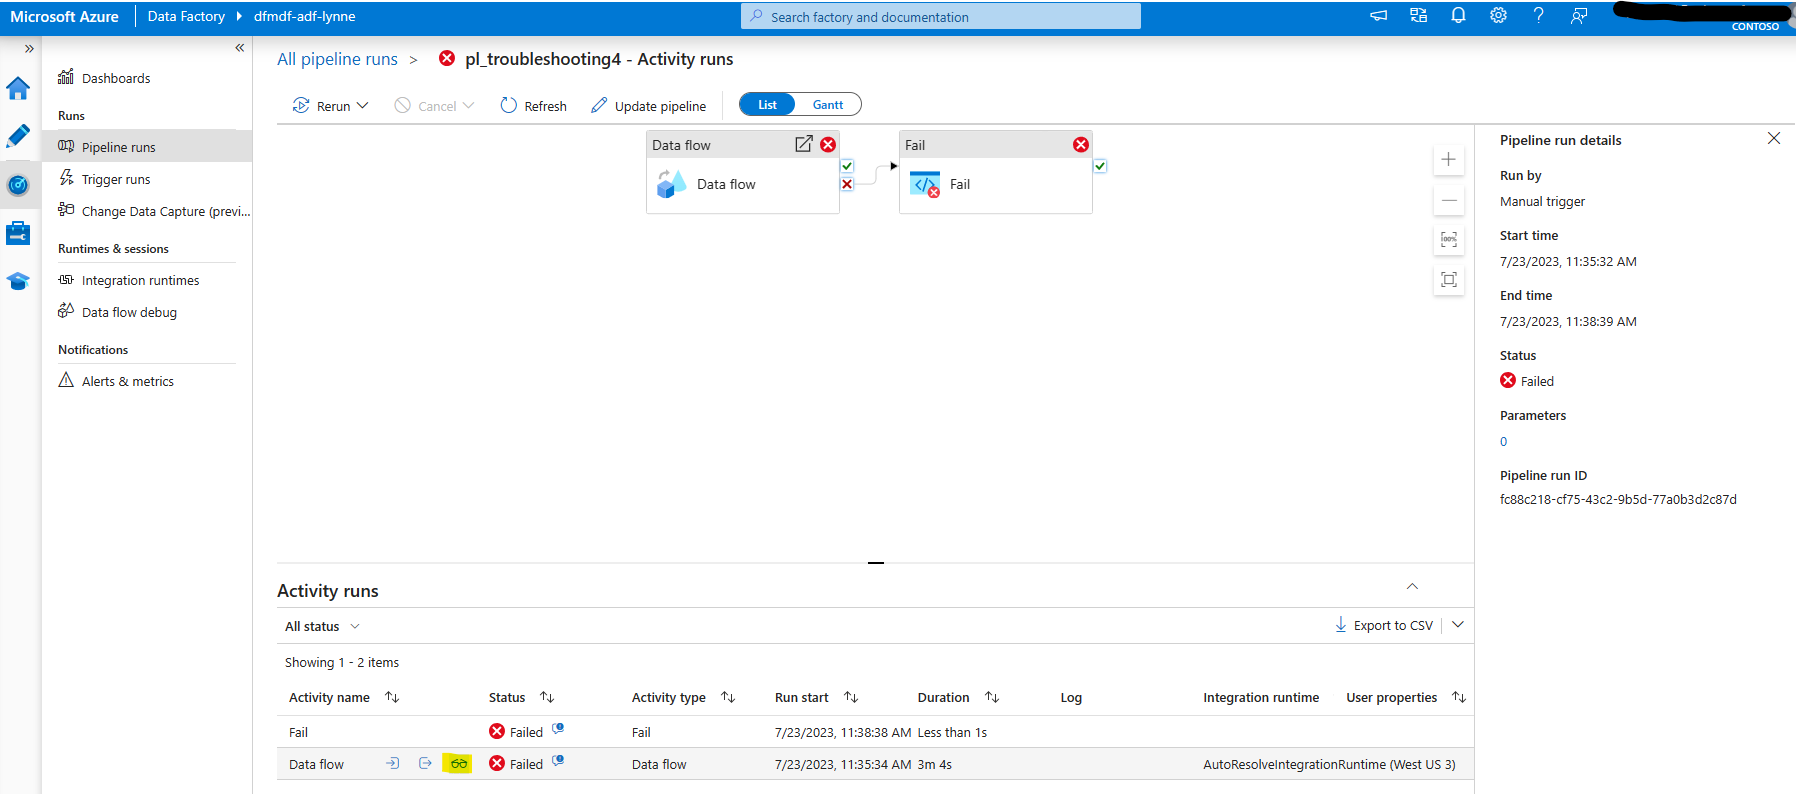 Microsoft Azure
Data Factory
dfmdf-adf-lynne
Search factory and documentation
CONTOSO
Dashboards
Runs
Pipeline runs
Trigger runs
Change Data Capture (previ...
Runtimes & sessions
Integration runtimes
Data flow debug
Notifications
Alerts & metrics
All pipeline runs > pl_troubleshooting4 - Activity runs
Rerun
Cancel
Refresh
Update pipeline
List
Gantt
Data flow
Data flow
Fail
Fail
100%
Pipeline run details
Run by
Manual trigger
Start time
7/23/2023, 11:35:32 AM
End time
7/23/2023, 11:38:39 AM
Status
Failed
Parameters
0
Pipeline run ID
fc88c218-cf75-43c2-9b5d-77a0b3d2c87d
Activity runs
All status
Export to CSV
Showing 1 - 2 items
Activity name Status Activity type Run start Duration Log Integration runtime User properties
Fail Failed Fail 7/23/2023, 11:38:38 AM Less than 1s
Data flow Failed Data flow 7/23/2023, 11:35:34 AM 3m 4s AutoResolveIntegrationRuntime (West US 3)